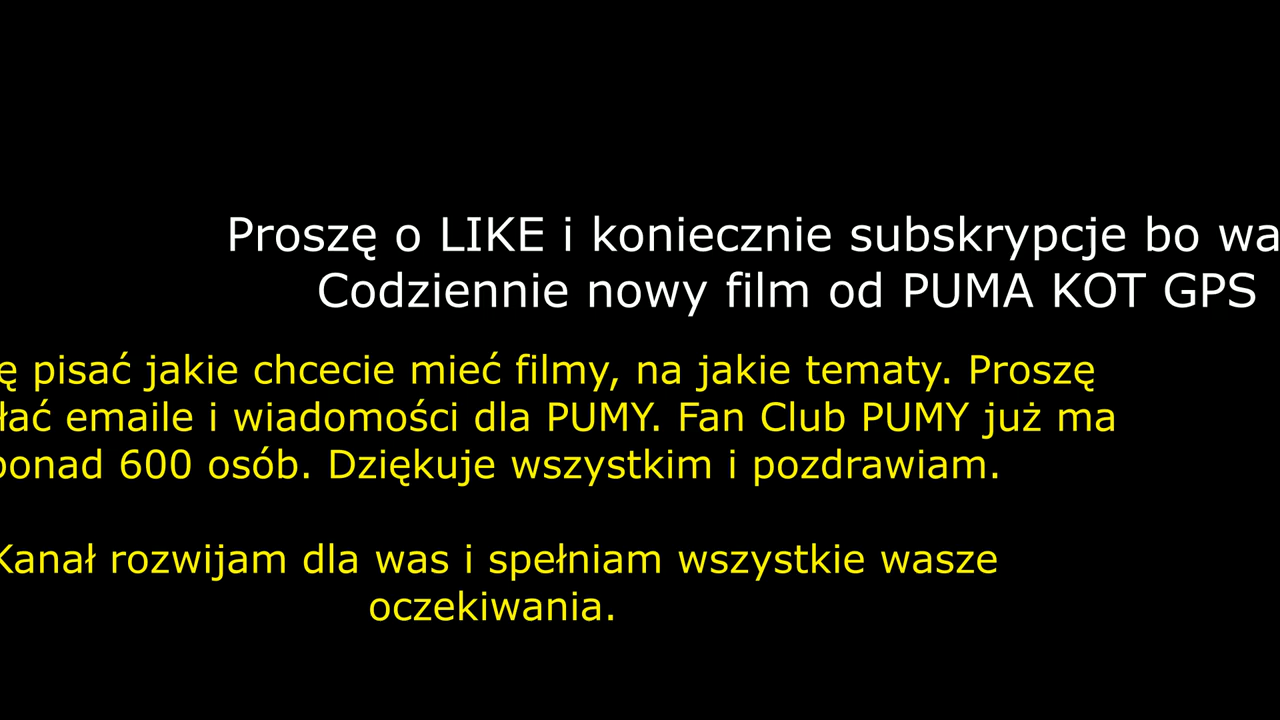 Proszę o LIKE i koniecznie subskrypcje bo
Codziennie nowy film od PUMA KOT GPS
pisać jakie chcecie mieć filmy, na jakie tematy. Proszę
emaile i wiadomości dla PUMY. Fan Club PUMY już ma
ponad 600 osób. Dziękuje wszystkim i pozdrawiam.
Kanał rozwijam dla was i spełniam wszystkie wasze
oczekiwania.